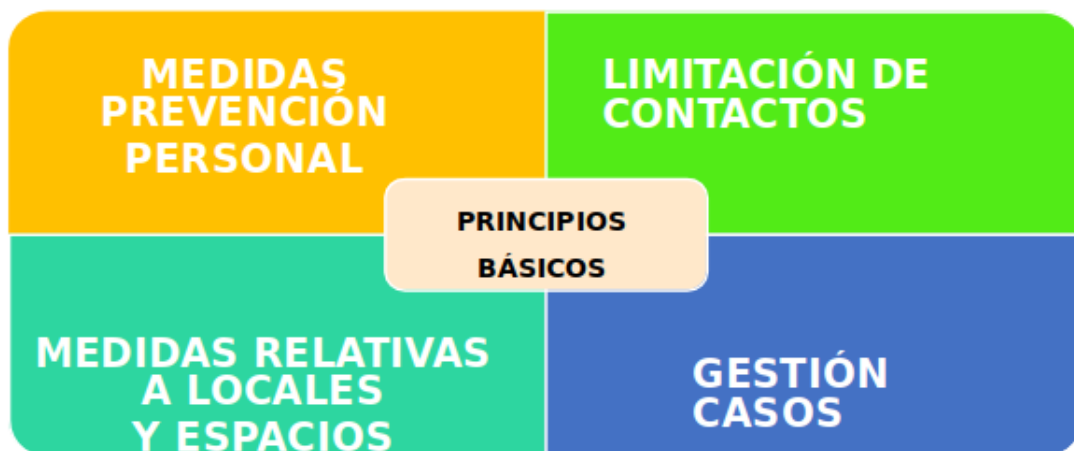 MEDIDAS
PREVENCIÓN
PERSONAL
LIMITACIÓN DE
CONTACTOS
PRINCIPIOS
BÁSICOS
MEDIDAS RELATIVAS
A LOCALES
Y ESPACIOS
GESTIÓN
CASOS